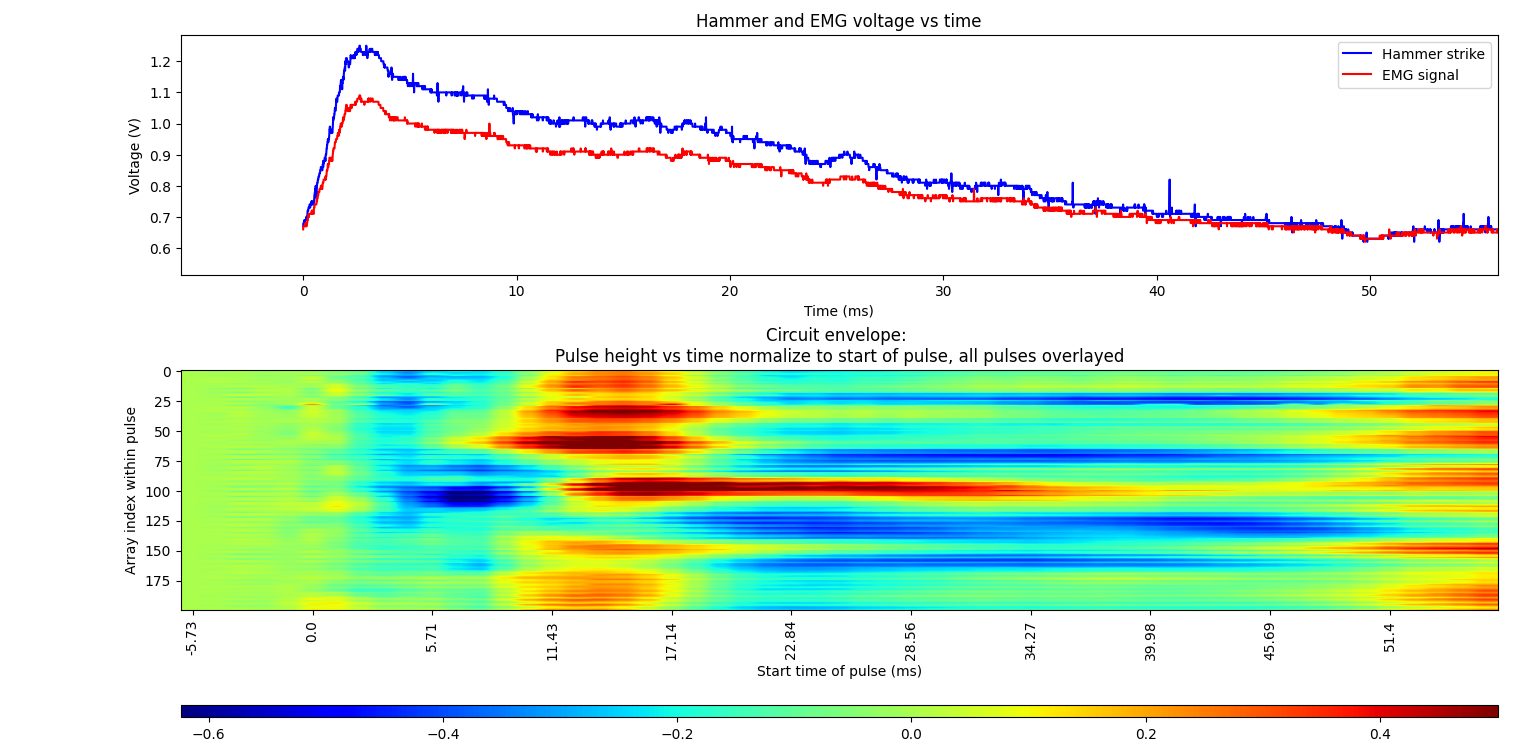 Hammer and EMG voltage vs time
Hammer strike
EMG signal
Voltage (V)
1.2
1.1
1.0
0.9
0.8
0.7
0.6
0 10 20 30 40 50
Time (ms)
Circuit envelope:
Pulse height vs time normalize to start of pulse, all pulses overlayed
Array index within pulse
0
25
50
75
100
125
150
175
-5.73 0.0 5.71 11.43 17.14 22.84 28.56 34.27 39.98 45.69 51.4
Start time of pulse (ms)
−0.6 −0.4 −0.2 0.0 0.2 0.4